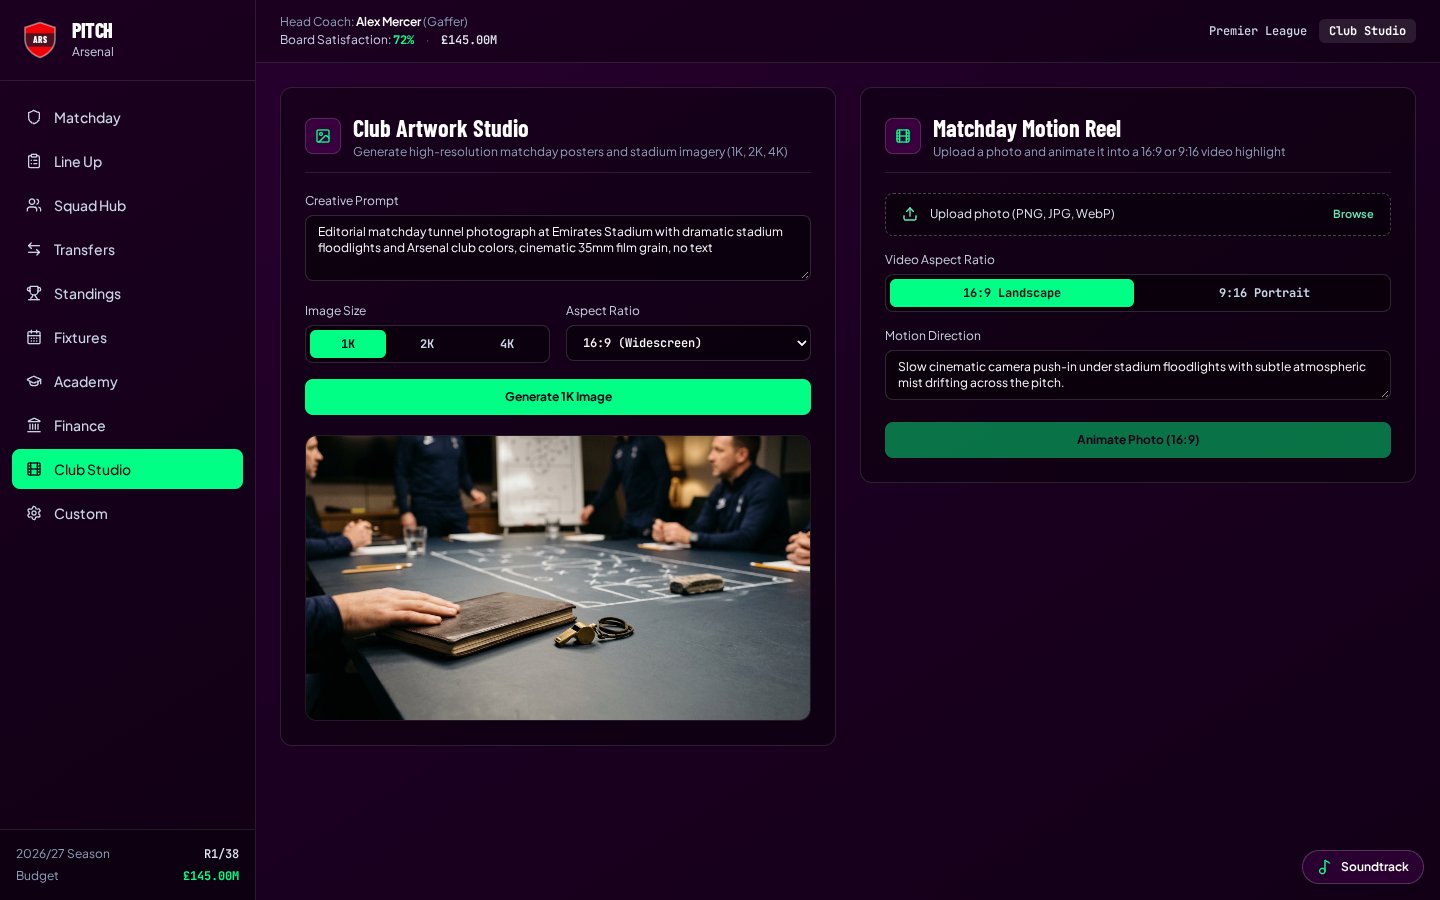 ARS
PITCH
Arsenal
Matchday
Line Up
Squad Hub
Transfers
Standings
Fixtures
Academy
Finance
Club Studio
Custom
2026/27 Season R1/38
Budget £145.00M
Head Coach: Alex Mercer (Gaffer)
Board Satisfaction: 72% · £145.00M
Premier League Club Studio
Club Artwork Studio
Generate high-resolution matchday posters and stadium imagery (1K, 2K, 4K)
Creative Prompt
Editorial matchday tunnel photograph at Emirates Stadium with dramatic stadium
floodlights and Arsenal club colors, cinematic 35mm film grain, no text
Image Size Aspect Ratio
1K 2K 4K 16:9 (Widescreen)
Generate 1K Image
Matchday Motion Reel
Upload a photo and animate it into a 16:9 or 9:16 video highlight
Upload photo (PNG, JPG, WebP) Browse
Video Aspect Ratio
16:9 Landscape 9:16 Portrait
Motion Direction
Slow cinematic camera push-in under stadium floodlights with subtle atmospheric
mist drifting across the pitch.
Animate Photo (16:9)
Soundtrack